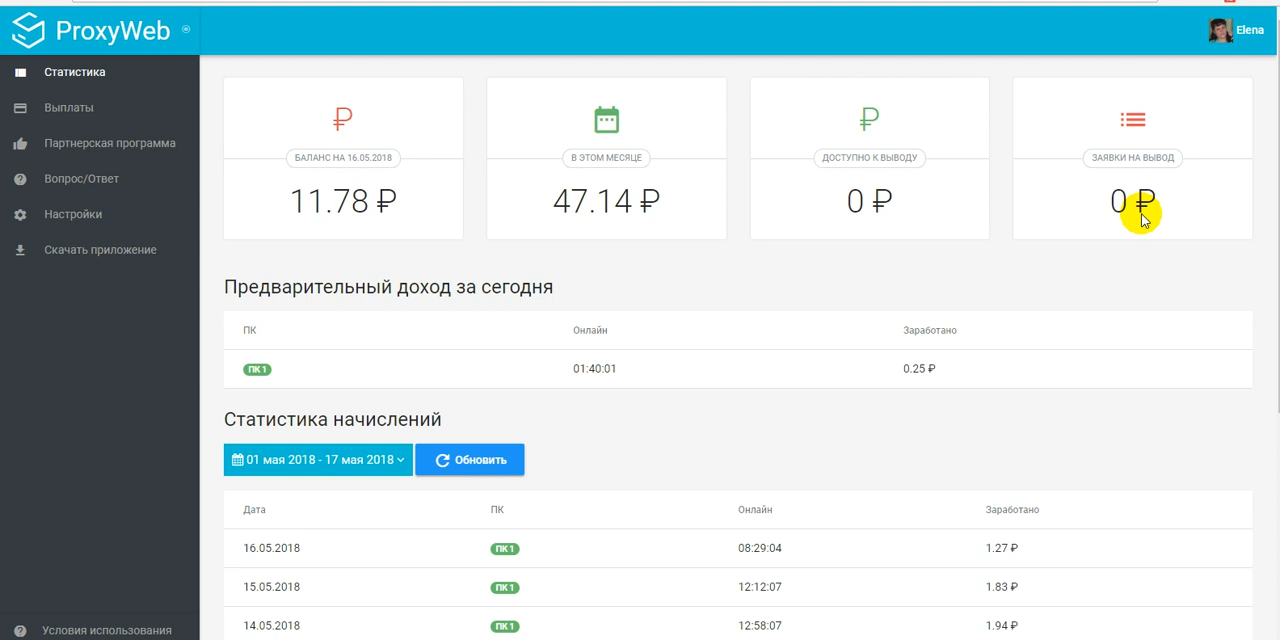 ProxyWeb
Elena
Статистика
Выплаты
Партнерская программа
Вопрос/Ответ
Настройки
Скачать приложение
Условия использования
БАЛАНС НА 16.05.2018
11.78 ₽
В ЭТОМ МЕСЯЦЕ
47.14 ₽
ДОСТУПНО К ВЫВОДУ
0 ₽
ЗАЯВКИ НА ВЫВОД
0 ₽
Предварительный доход за сегодня
ПК Онлайн Заработано
ПК 1 01:40:01 0.25 ₽
Статистика начислений
01 мая 2018 - 17 мая 2018 Обновить
Дата ПК Онлайн Заработано
16.05.2018 ПК 1 08:29:04 1.27 ₽
15.05.2018 ПК 1 12:12:07 1.83 ₽
14.05.2018 ПК 1 12:58:07 1.94 ₽